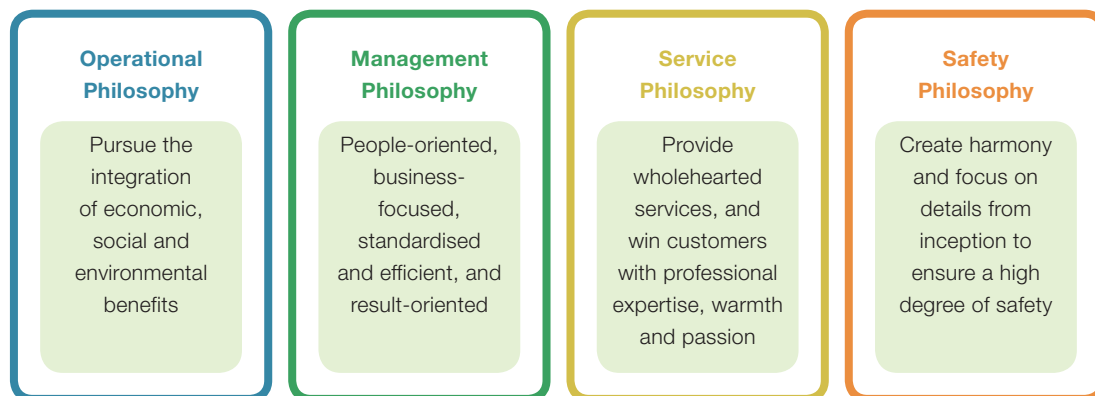 Operational
Philosophy
Pursue the
integration
of economic,
social and
environmental
benefits
Management
Philosophy
People-oriented,
business-
focused,
standardised
and efficient, and
result-oriented
Service
Philosophy
Provide
wholehearted
services, and
win customers
with professional
expertise, warmth
and passion
Safety
Philosophy
Create harmony
and focus on
details from
inception to
ensure a high
degree of safety